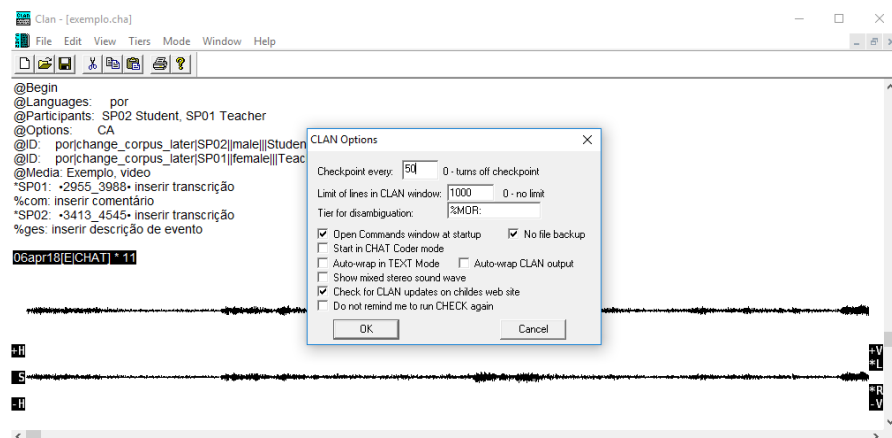 Clan - [exemplo.cha]
File Edit View Tiers Mode Window Help
@Begin
@Languages: por
@Participants: SP02 Student, SP01 Teacher
@Options: CA
@ID: por|change_corpus_later|SP02||male|||Studen
@ID: por|change_corpus_later|SP01||female|||Teac
@Media: Exemplo, video
*SP01: •2955_3988• inserir transcrição
%com: inserir comentário
*SP02: •3413_4545• inserir transcrição
%ges: inserir descrição de evento
06apr18[E|CHAT] * 11
CLAN Options
Checkpoint every: 50 0 - turns off checkpoint
Limit of lines in CLAN window: 1000 0 - no limit
Tier for disambiguation: %MOR:
Open Commands window at startup No file backup
Start in CHAT Coder mode
Auto-wrap in TEXT Mode Auto-wrap CLAN output
Show mixed stereo sound wave
Check for CLAN updates on childes web site
Do not remind me to run CHECK again
OK Cancel
+H +V
*L
S
*R
-H -V